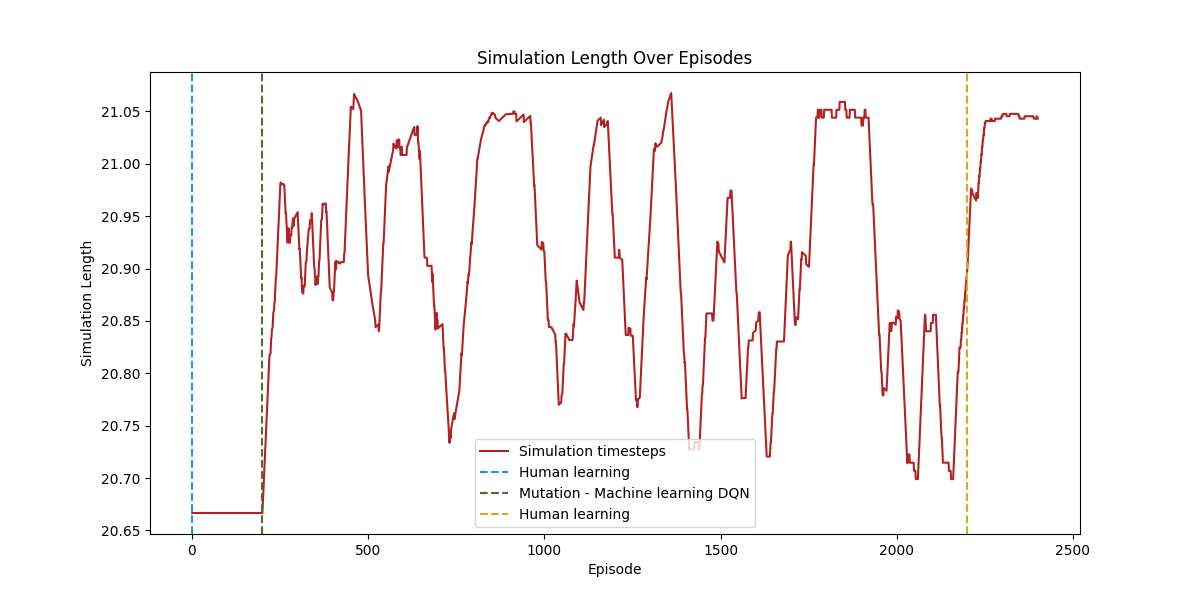 Simulation Length Over Episodes
Simulation Length
21.05
21.00
20.95
20.90
20.85
20.80
20.75
20.70
20.65
Simulation timesteps
Human learning
Mutation - Machine learning DQN
Human learning
0 500 1000 1500 2000 2500
Episode